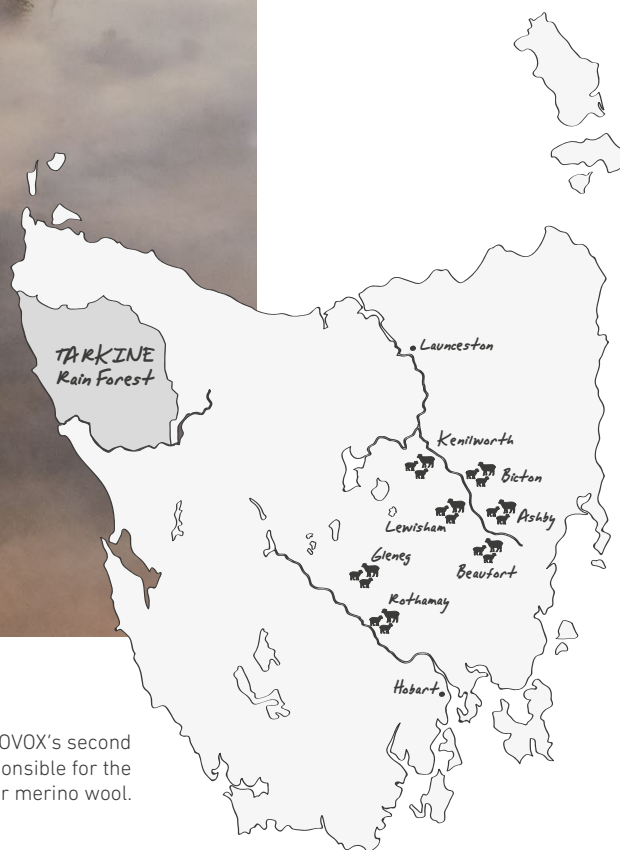 TARKINE
Rain Forest
Launceston
Kenilworth
Bicton
Lewisham
Ashby
Gleneg
Beaufort
Rothamay
Hobart
OVOX's second
onsible for the
r merino wool.